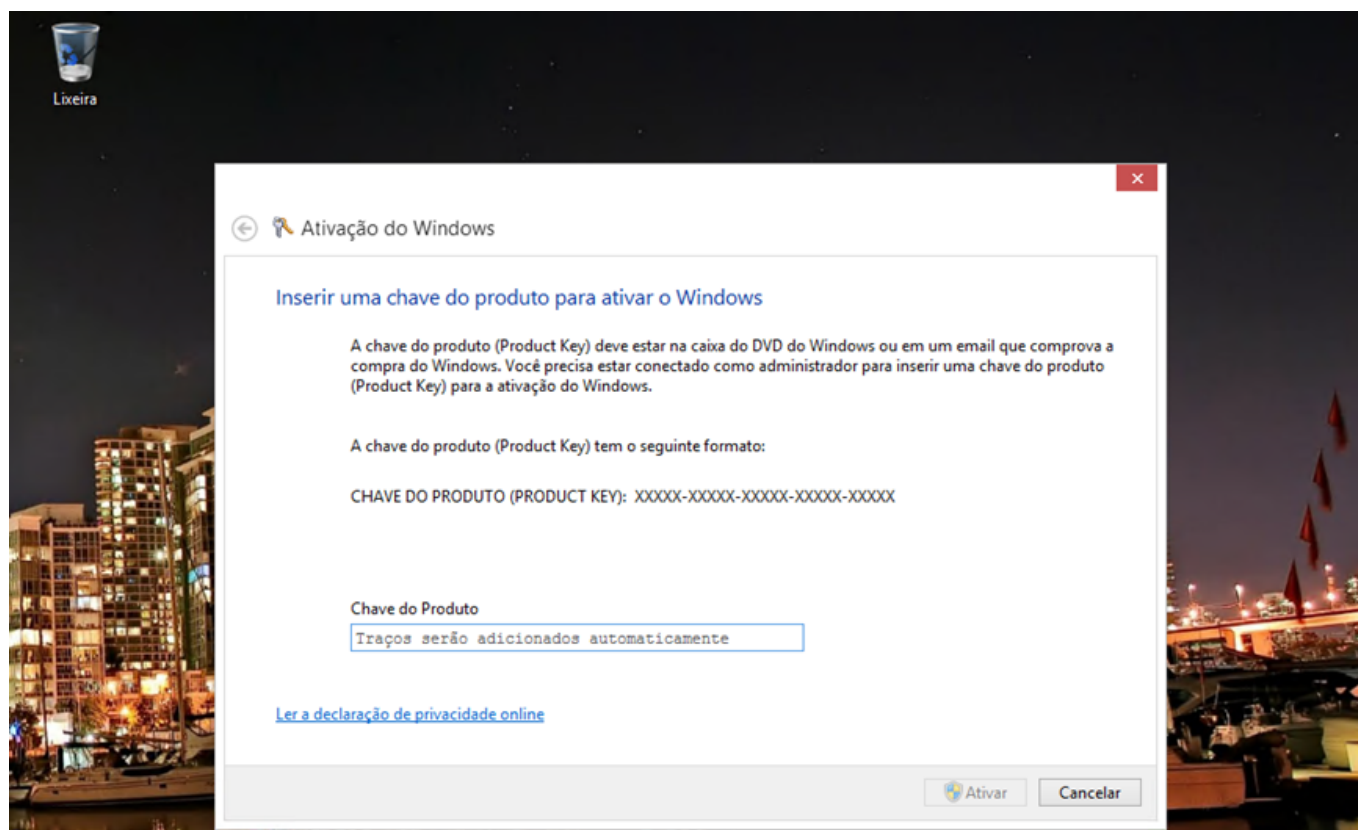 Lixeira
Ativação do Windows
Inserir uma chave do produto para ativar o Windows
A chave do produto (Product Key) deve estar na caixa do DVD do Windows ou em um email que comprova a
compra do Windows. Você precisa estar conectado como administrador para inserir uma chave do produto
(Product Key) para a ativação do Windows.
A chave do produto (Product Key) tem o seguinte formato:
CHAVE DO PRODUTO (PRODUCT KEY): XXXXX-XXXXX-XXXXX-XXXXX-XXXXX
Chave do Produto
Traços serão adicionados automaticamente
Ler a declaração de privacidade online
Ativar Cancelar